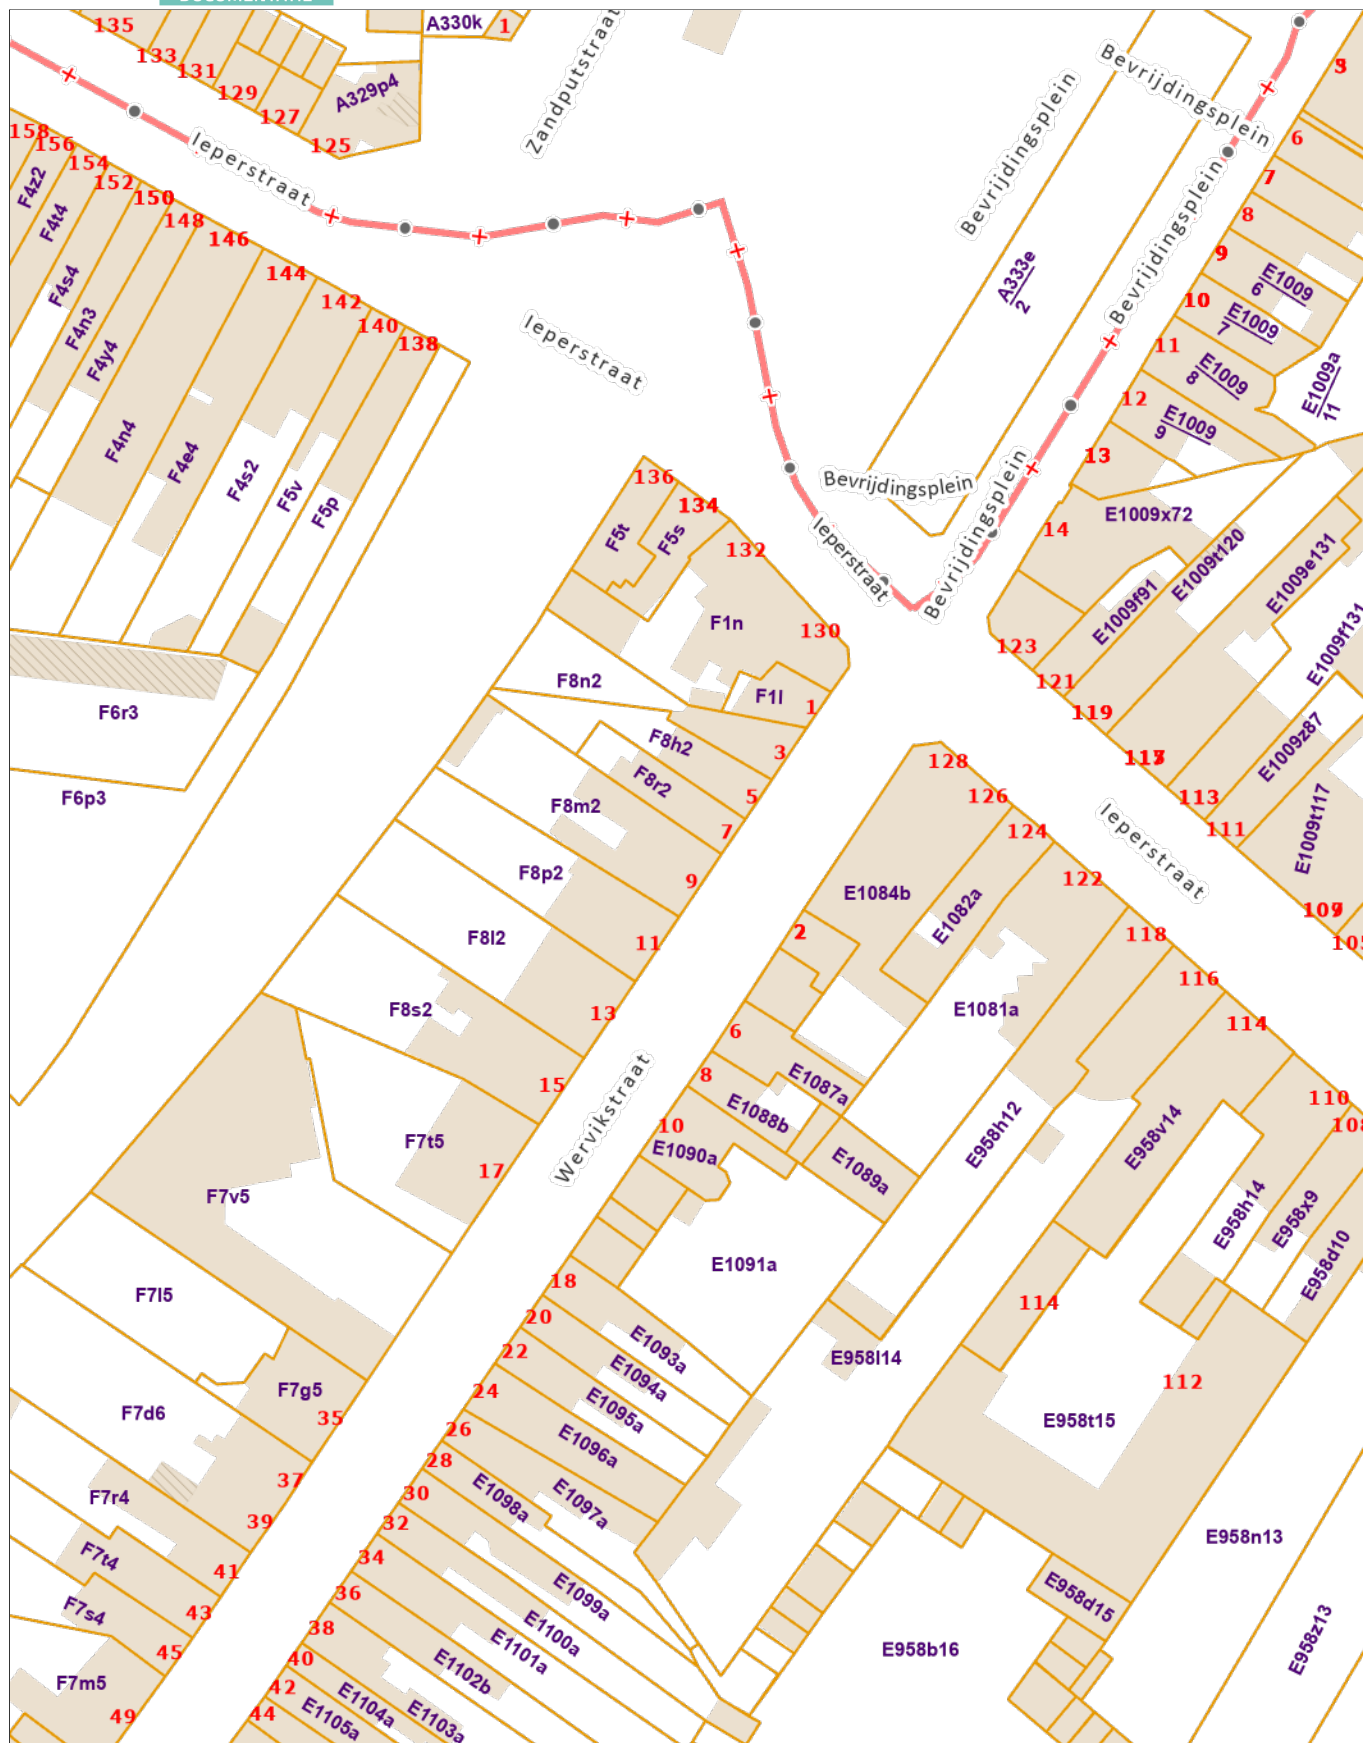 135
133
131
129
127
125
A330k
1
A329p4
Zandputstraat
Bevrijdingsplein
Bevrijdingsplein
Bevrijdingsplein
Bevrijdingsplein
Bevrijdingsplein
6
7
8
9
10
11
12
13
14
158
156
154
152
150
148
146
144
142
140
138
Ieperstraat
Ieperstraat
Ieperstraat
Ieperstraat
F4z2
F4t4
F4s4
F4n3
F4y4
F4n4
F4e4
F4s2
F5v
F5p
A333e
2
E1009
6
E1009
7
E1009
8
E1009
9
E1009a
11
E1009x72
E1009t120
E1009f91
E1009e131
E1009f131
E1009z87
E1009t117
136
134
132
130
F5t
F5s
F1n
F1l
1
3
5
7
9
11
13
15
17
F6r3
F6p3
F8n2
F8h2
F8r2
F8m2
F8p2
F8l2
F8s2
F7t5
F7v5
F7l5
F7g5
F7d6
F7r4
F7t4
F7s4
F7m5
35
37
39
41
43
45
49
123
121
119
113
111
105
128
126
124
122
118
116
114
110
108
E1084b
E1082a
E1081a
2
6
8
10
E1087a
E1088b
E1089a
E1090a
E1091a
Wervikstraat
E958h12
E958v14
E958h14
E958x9
E958d10
114
112
E958l14
E958t15
E958n13
E958d15
E958b16
E958z13
18
20
22
24
26
28
30
32
34
36
38
40
42
44
E1093a
E1094a
E1095a
E1096a
E1097a
E1098a
E1099a
E1100a
E1101a
E1102b
E1103a
E1104a
E1105a